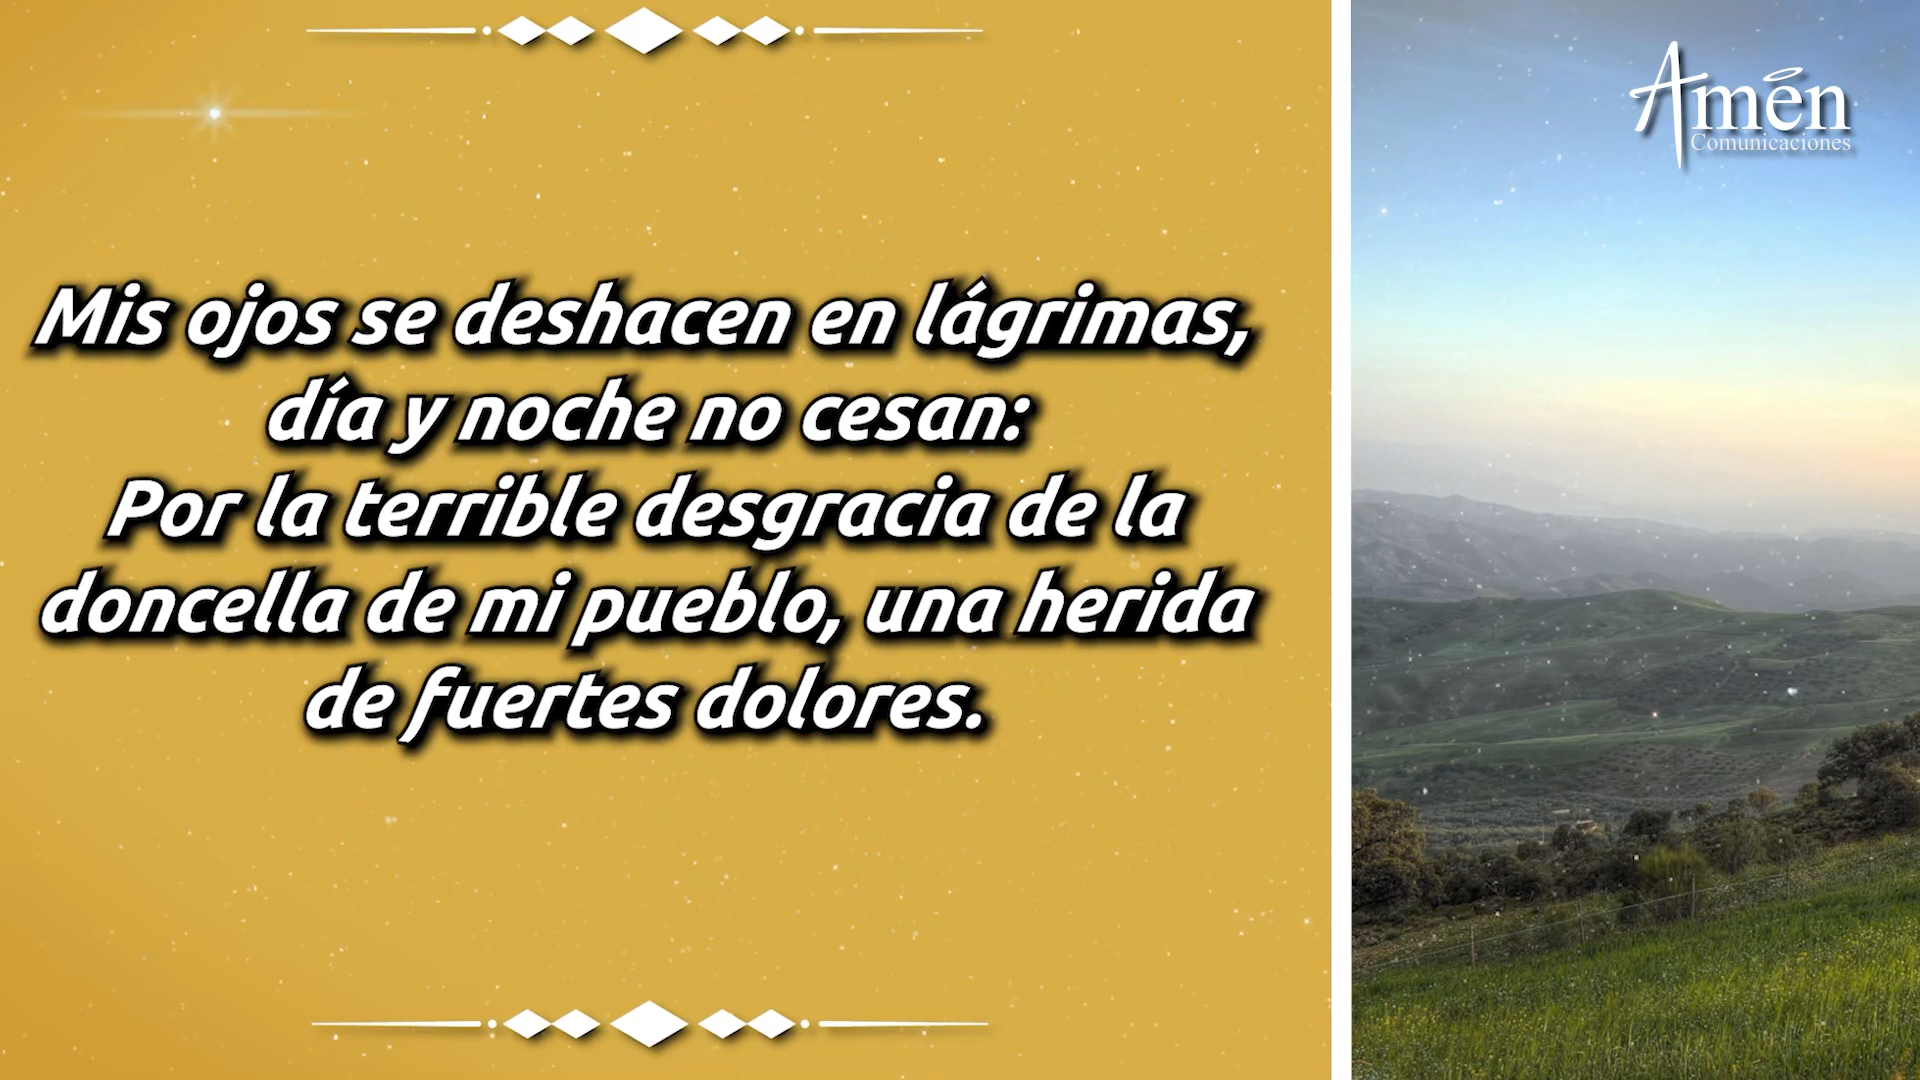 Mis ojos se deshacen en lágrimas,
día y noche no cesan:
Por la terrible desgracia de la
doncella de mi pueblo, una herida
de fuertes dolores.
Amén
Comunicaciones